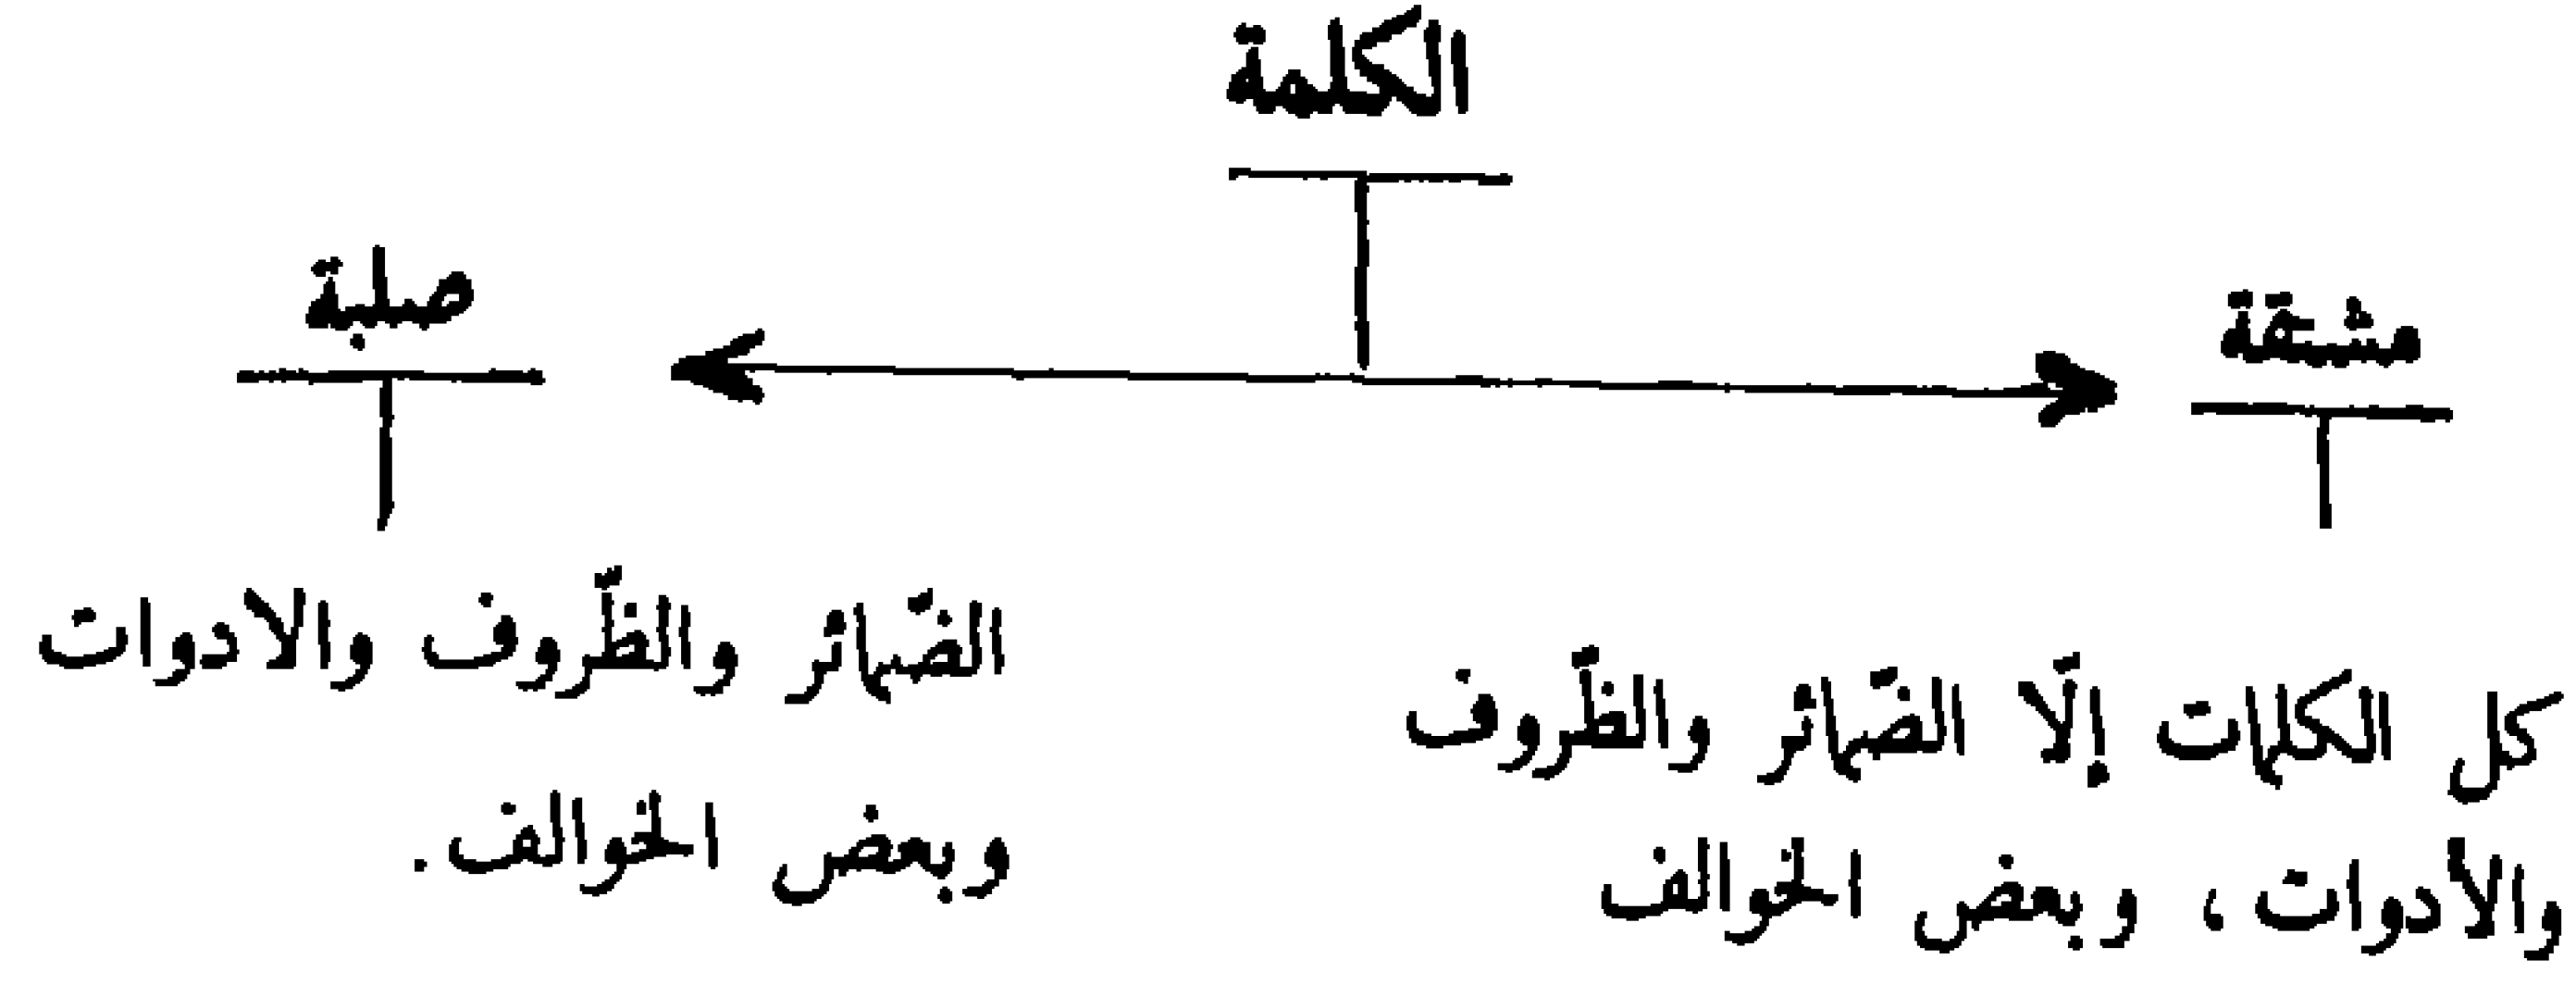 الكلمة
مشتقة
صلبة
كل الكلمات إلّا الضّمائر والظّروف
والأدوات، وبعض الخوالف
الضّمائر والظّروف والادوات
وبعض الخوالف.